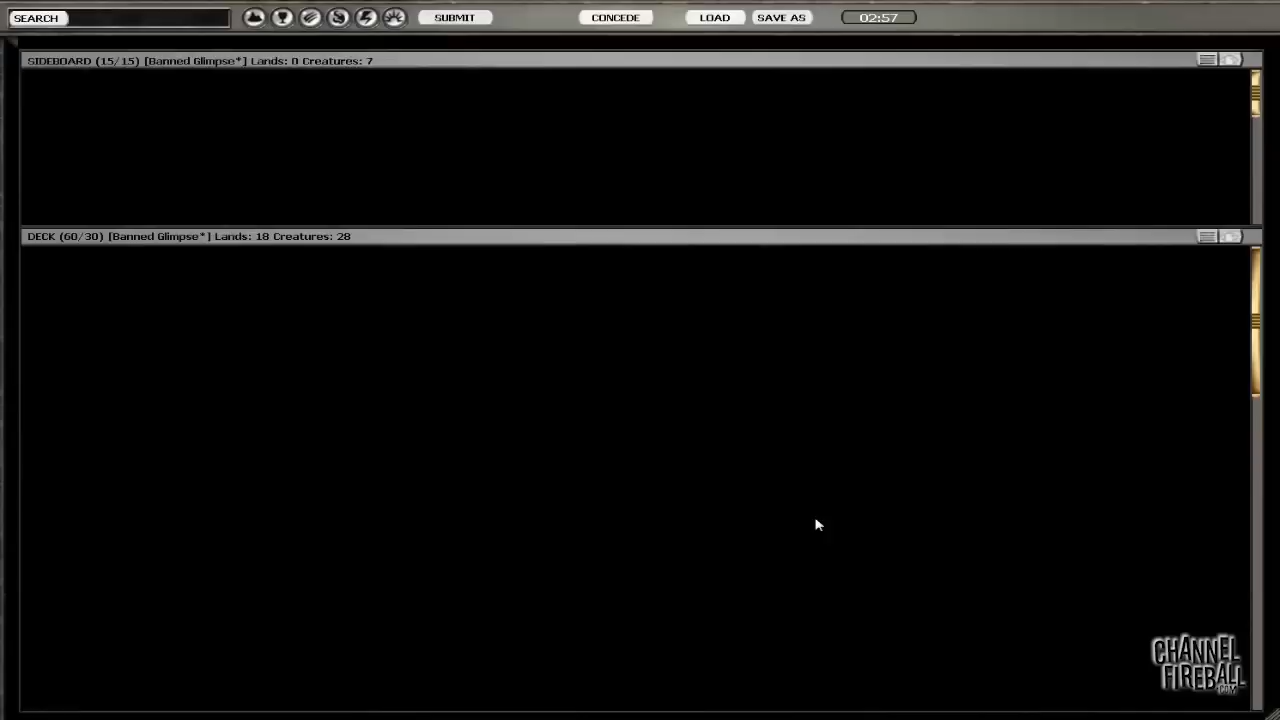 SEARCH SUBMIT CONCEDE LOAD SAVE AS 02:57
SIDEBOARD (15/15) [Banned Glimpse*] Lands: 0 Creatures: 7
DECK (60/30) [Banned Glimpse*] Lands: 18 Creatures: 28
CHANNEL
FIREBALL
.COM